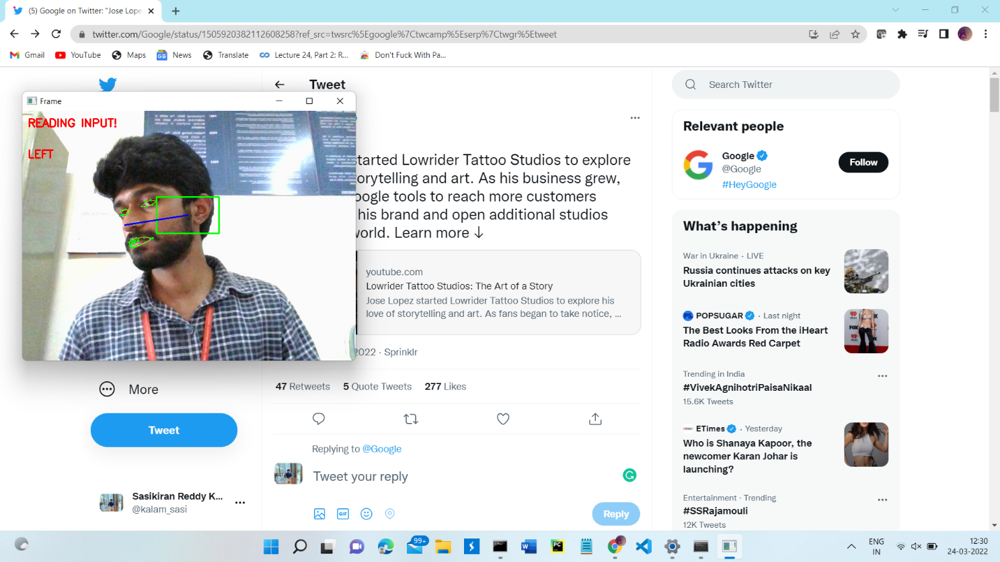 (5) Google on Twitter: "Jose Lope
twitter.com/Google/status/1505920382112608258?ref_src=twsrc%5Egoogle%7Ctwcamp%5Eserp%7Ctwgr%5Etweet
Gmail
YouTube
Maps
News
Translate
Lecture 24, Part 2: R...
Don't Fuck With Pa...
Tweet
Search Twitter
Frame
READING INPUT!
LEFT
tarted Lowrider Tattoo Studios to explore
orytelling and art. As his business grew,
oogle tools to reach more customers
his brand and open additional studios
vorld. Learn more ↓
youtube.com
Lowrider Tattoo Studios: The Art of a Story
Jose Lopez started Lowrider Tattoo Studios to explore his
love of storytelling and art. As fans began to take notice, ...
2022 · Sprinklr
47 Retweets 5 Quote Tweets 277 Likes
More
Tweet
Replying to @Google
Tweet your reply
GIF
Reply
Sasikiran Reddy K...
@kalam_sasi
Relevant people
Google
@Google
#HeyGoogle
Follow
What's happening
War in Ukraine · LIVE
Russia continues attacks on key
Ukrainian cities
PS. POPSUGAR · Last night
The Best Looks From the iHeart
Radio Awards Red Carpet
Trending in India
#VivekAgnihotriPaisaNikaal
15.6K Tweets
ETimes · Yesterday
Who is Shanaya Kapoor, the
newcomer Karan Johar is
launching?
Entertainment · Trending
#SSRajamouli
12K Tweets
99+
W
PC
ENG
IN
12:30
24-03-2022